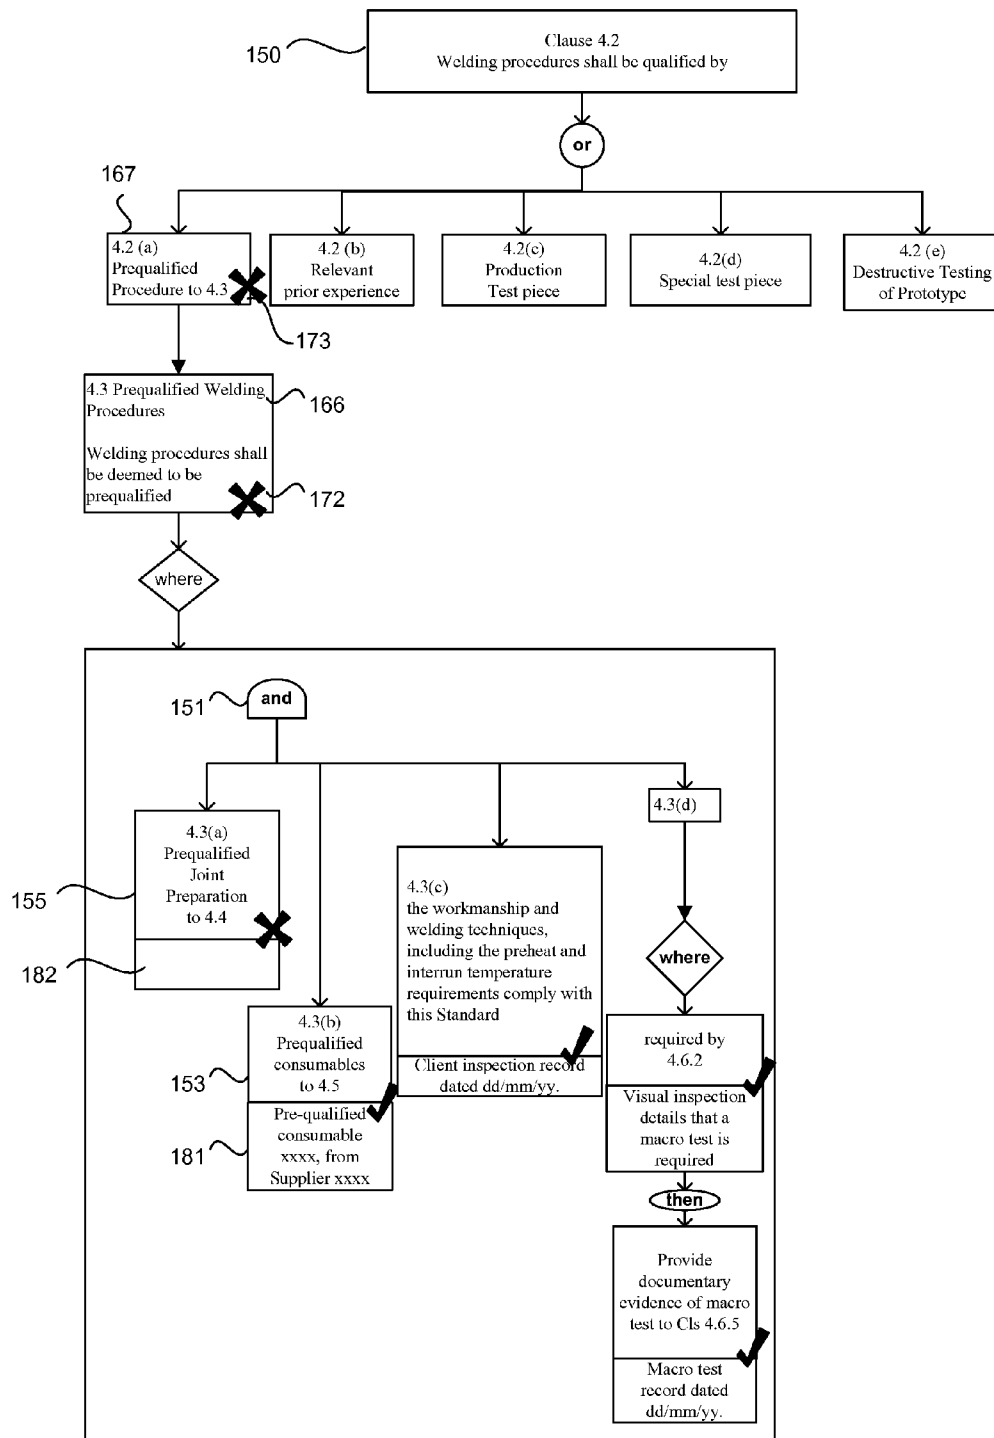 150
Clause 4.2
Welding procedures shall be qualified by
or
167
4.2 (a)
Prequalified
Procedure to 4.3
173
4.2 (b)
Relevant
prior experience
4.2(c)
Production
Test piece
4.2(d)
Special test piece
4.2 (e)
Destructive Testing
of Prototype
4.3 Prequalified Welding
Procedures
Welding procedures shall
be deemed to be
prequalified
166
172
where
151
and
4.3(a)
Prequalified
Joint
Preparation
to 4.4
155
182
4.3(b)
Prequalified
consumables
to 4.5
153
Pre-qualified
consumable
xxxx, from
Supplier xxxx
181
4.3(c)
the workmanship and
welding techniques,
including the preheat and
interrun temperature
requirements comply with
this Standard
Client inspection record
dated dd/mm/yy.
4.3(d)
where
required by
4.6.2
Visual inspection
details that a
macro test is
required
then
Provide
documentary
evidence of macro
test to Cls 4.6.5
Macro test
record dated
dd/mm/yy.